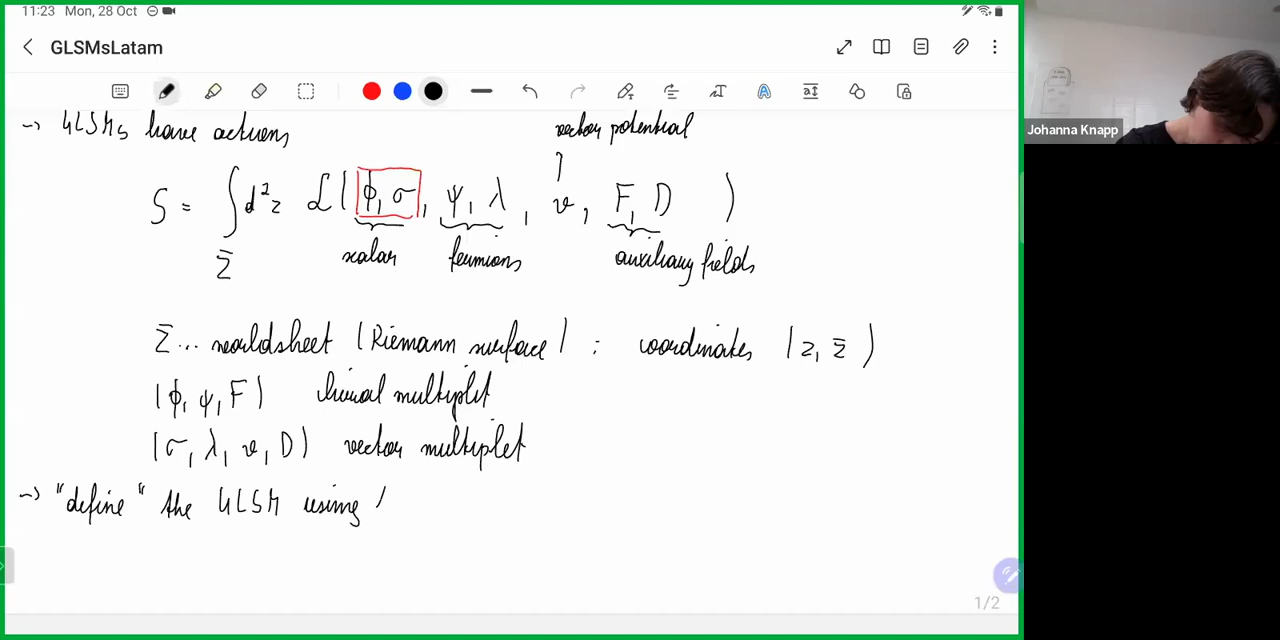 11:23 Mon, 28 Oct
GLSMsLatam
Johanna Knapp
→ GLSMs have actions
vector potential
S = ∫_Σ d²z ℒ(ϕ, σ, ψ, λ, v, F, D)
scalar fermions auxiliary fields
Σ... worldsheet (Riemann surface) : coordinates (z, z̄)
(ϕ, ψ, F) chiral multiplet
(σ, λ, v, D) vector multiplet
→ "define" the GLSM using (
1/2